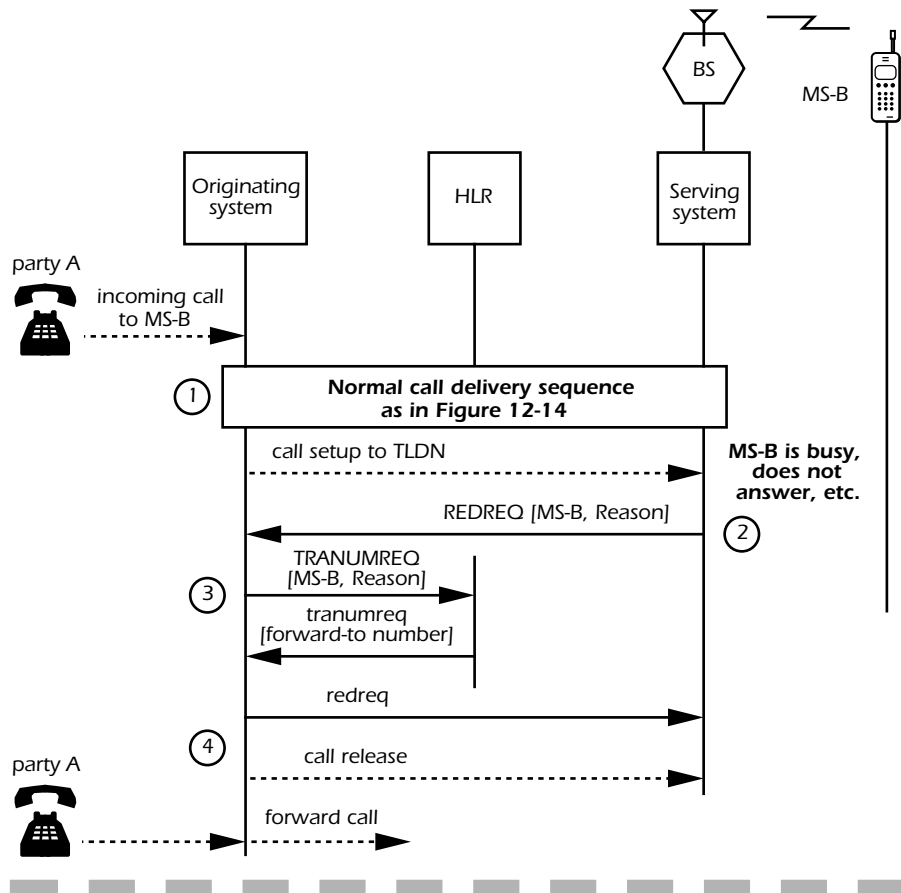 BS
MS-B
Originating
system
HLR
Serving
system
party A
incoming call
to MS-B
1
Normal call delivery sequence
as in Figure 12-14
call setup to TLDN
MS-B is busy,
does not
answer, etc.
REDREQ [MS-B, Reason]
2
TRANUMREQ
[MS-B, Reason]
3
tranumreq
[forward-to number]
redreq
4
call release
party A
forward call